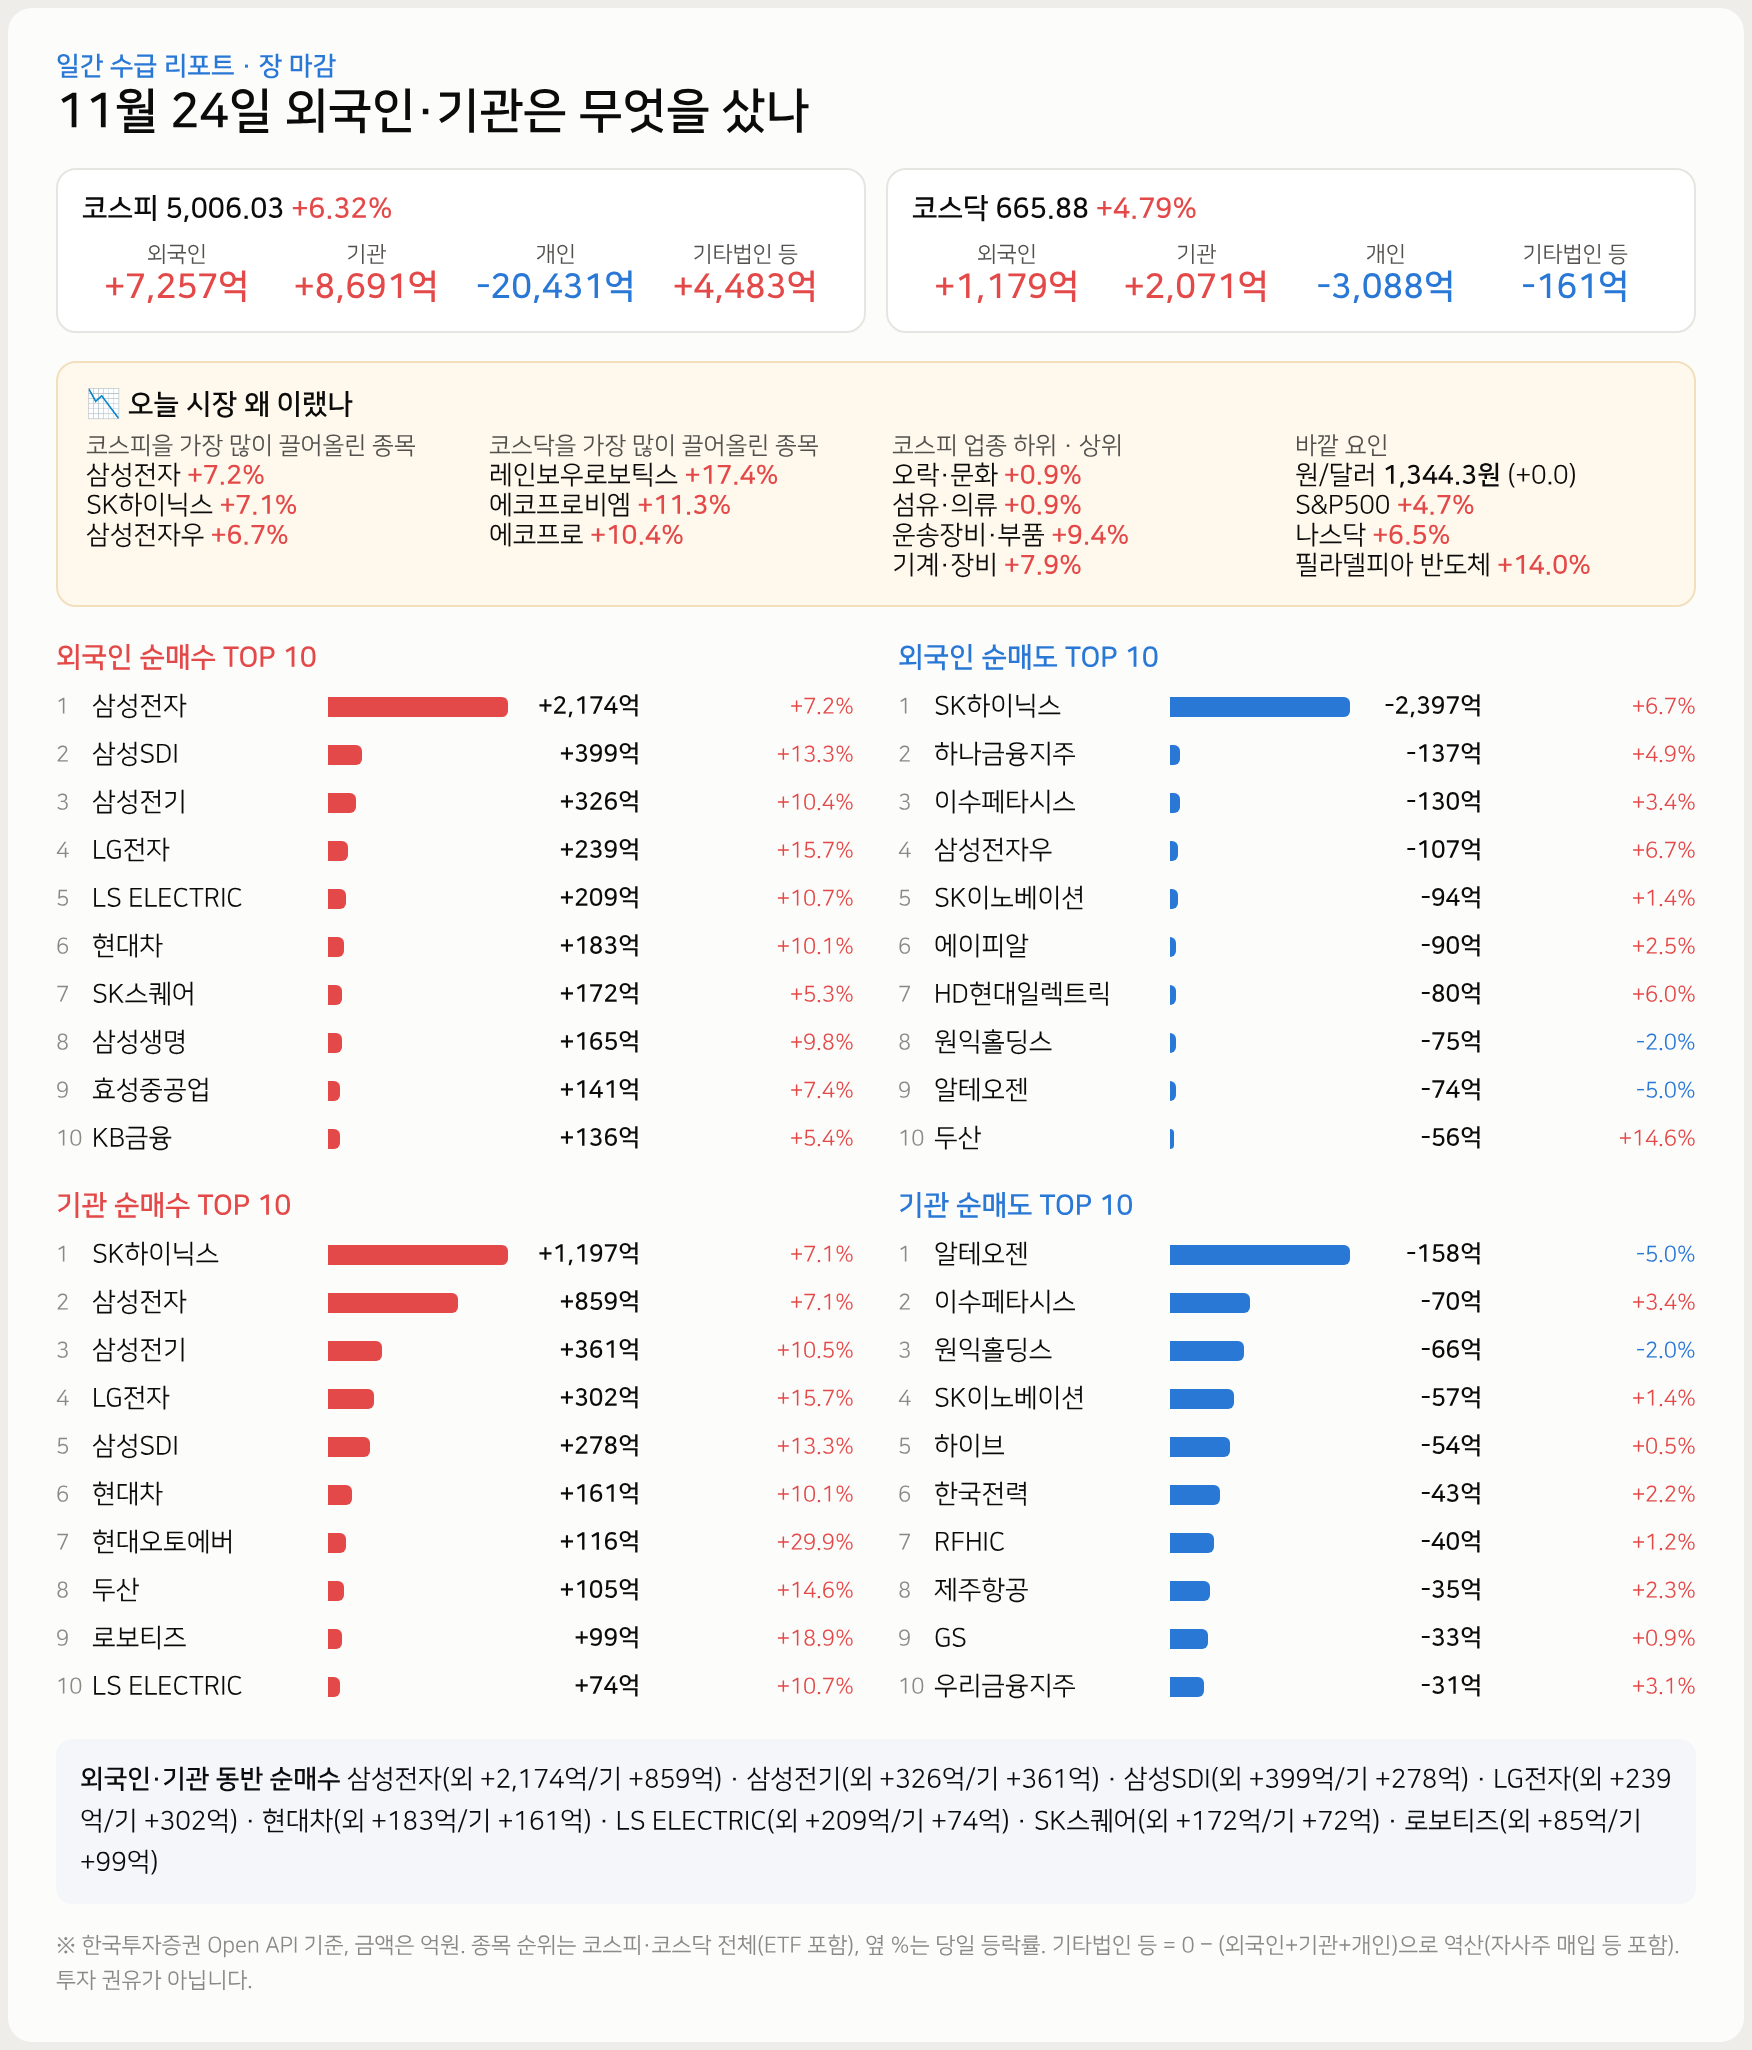 일간 수급 리포트 · 장 마감
11월 24일 외국인·기관은 무엇을 샀나
코스피 5,006.03 +6.32%
외국인 기관 개인 기타법인 등
+7,257억 +8,691억 -20,431억 +4,483억
코스닥 665.88 +4.79%
외국인 기관 개인 기타법인 등
+1,179억 +2,071억 -3,088억 -161억
오늘 시장 왜 이랬나
코스피을 가장 많이 끌어올린 종목
삼성전자 +7.2%
SK하이닉스 +7.1%
삼성전자우 +6.7%
코스닥을 가장 많이 끌어올린 종목
레인보우로보틱스 +17.4%
에코프로비엠 +11.3%
에코프로 +10.4%
코스피 업종 하위 · 상위
오락·문화 +0.9%
섬유·의류 +0.9%
운송장비·부품 +9.4%
기계·장비 +7.9%
바깥 요인
원/달러 1,344.3원 (+0.0)
S&P500 +4.7%
나스닥 +6.5%
필라델피아 반도체 +14.0%
외국인 순매수 TOP 10
1 삼성전자 +2,174억 +7.2%
2 삼성SDI +399억 +13.3%
3 삼성전기 +326억 +10.4%
4 LG전자 +239억 +15.7%
5 LS ELECTRIC +209억 +10.7%
6 현대차 +183억 +10.1%
7 SK스퀘어 +172억 +5.3%
8 삼성생명 +165억 +9.8%
9 효성중공업 +141억 +7.4%
10 KB금융 +136억 +5.4%
외국인 순매도 TOP 10
1 SK하이닉스 -2,397억 +6.7%
2 하나금융지주 -137억 +4.9%
3 이수페타시스 -130억 +3.4%
4 삼성전자우 -107억 +6.7%
5 SK이노베이션 -94억 +1.4%
6 에이피알 -90억 +2.5%
7 HD현대일렉트릭 -80억 +6.0%
8 원익홀딩스 -75억 -2.0%
9 알테오젠 -74억 -5.0%
10 두산 -56억 +14.6%
기관 순매수 TOP 10
1 SK하이닉스 +1,197억 +7.1%
2 삼성전자 +859억 +7.1%
3 삼성전기 +361억 +10.5%
4 LG전자 +302억 +15.7%
5 삼성SDI +278억 +13.3%
6 현대차 +161억 +10.1%
7 현대오토에버 +116억 +29.9%
8 두산 +105억 +14.6%
9 로보티즈 +99억 +18.9%
10 LS ELECTRIC +74억 +10.7%
기관 순매도 TOP 10
1 알테오젠 -158억 -5.0%
2 이수페타시스 -70억 +3.4%
3 원익홀딩스 -66억 -2.0%
4 SK이노베이션 -57억 +1.4%
5 하이브 -54억 +0.5%
6 한국전력 -43억 +2.2%
7 RFHIC -40억 +1.2%
8 제주항공 -35억 +2.3%
9 GS -33억 +0.9%
10 우리금융지주 -31억 +3.1%
외국인·기관 동반 순매수 삼성전자(외 +2,174억/기 +859억) · 삼성전기(외 +326억/기 +361억) · 삼성SDI(외 +399억/기 +278억) · LG전자(외 +239
억/기 +302억) · 현대차(외 +183억/기 +161억) · LS ELECTRIC(외 +209억/기 +74억) · SK스퀘어(외 +172억/기 +72억) · 로보티즈(외 +85억/기
+99억)
※ 한국투자증권 Open API 기준, 금액은 억원. 종목 순위는 코스피·코스닥 전체(ETF 포함), 옆 %는 당일 등락률. 기타법인 등 = 0 − (외국인+기관+개인)으로 역산(자사주 매입 등 포함).
투자 권유가 아닙니다.